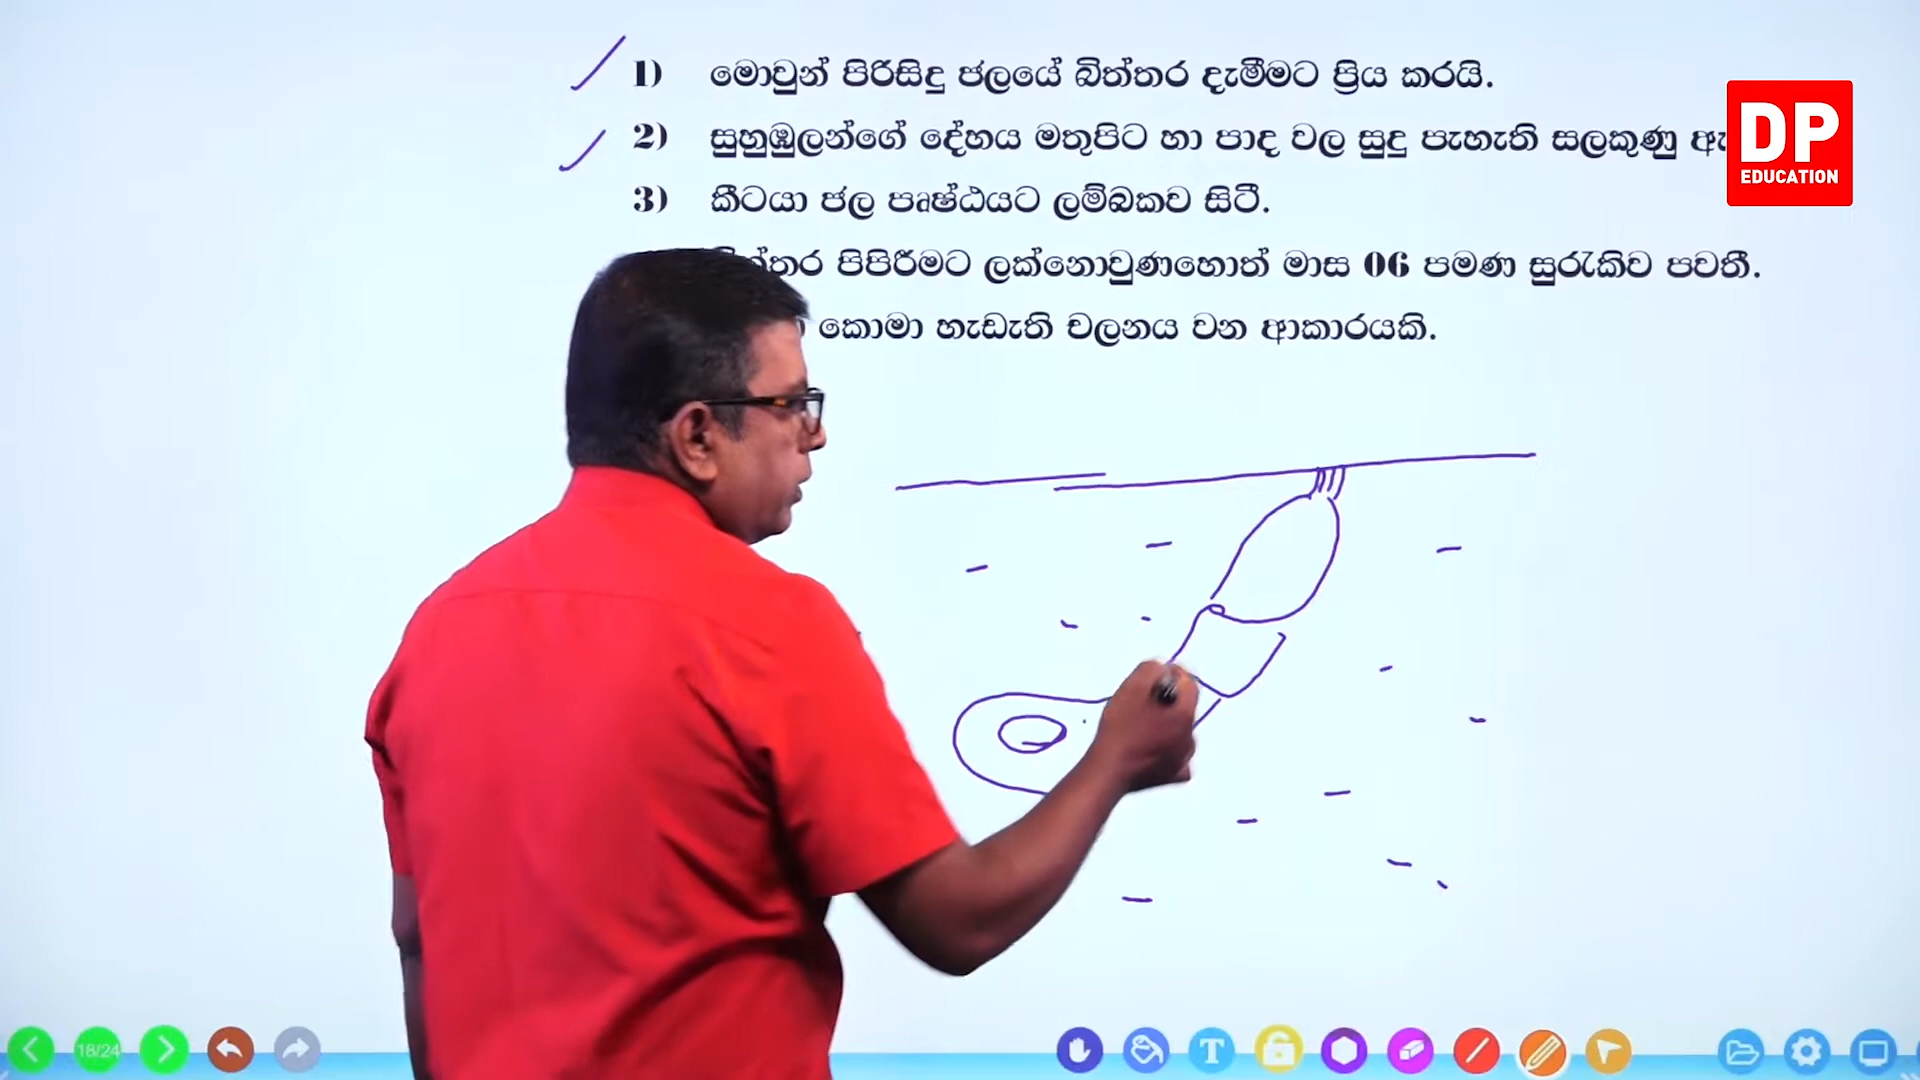 1) මොවුන් පිරිසිදු ජලයේ බිත්තර දැමීමට ප්‍රිය කරයි.
2) සුහුඹුලන්ගේ දේහය මතුපිට හා පාද වල සුදු පැහැති සලකුණු
3) කීටයා ජල පෘෂ්ඨයට ලම්බකව සිටී.
පිපිරීමට ලක්නොවුණහොත් මාස 06 පමණ සුරැකිව පවතී.
කොමා හැඩැති චලනය වන ආකාරයකි.
DP
EDUCATION
18/24
T